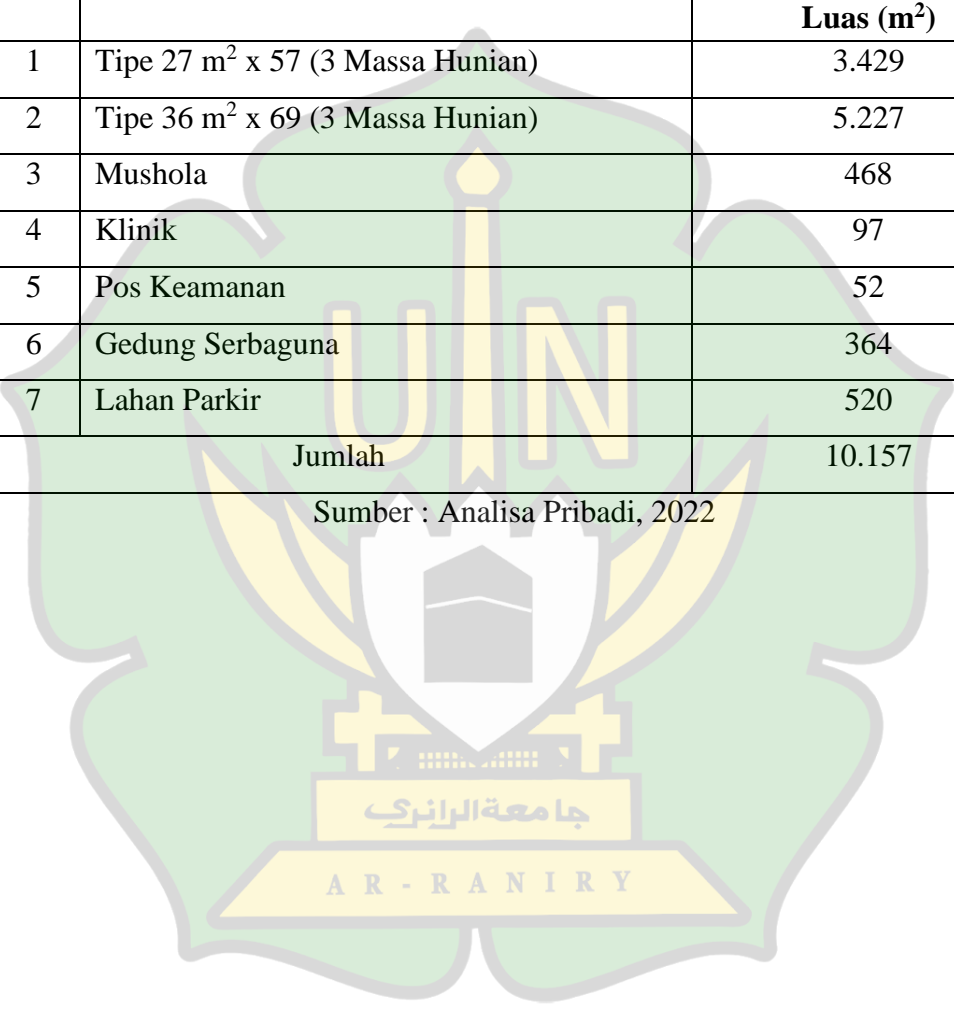 Luas (m²)
1 Tipe 27 m² x 57 (3 Massa Hunian) 3.429
2 Tipe 36 m² x 69 (3 Massa Hunian) 5.227
3 Mushola 468
4 Klinik 97
5 Pos Keamanan 52
6 Gedung Serbaguna 364
7 Lahan Parkir 520
Jumlah 10.157
Sumber : Analisa Pribadi, 2022
UIN
جامعةالرانري
AR-RANIRY